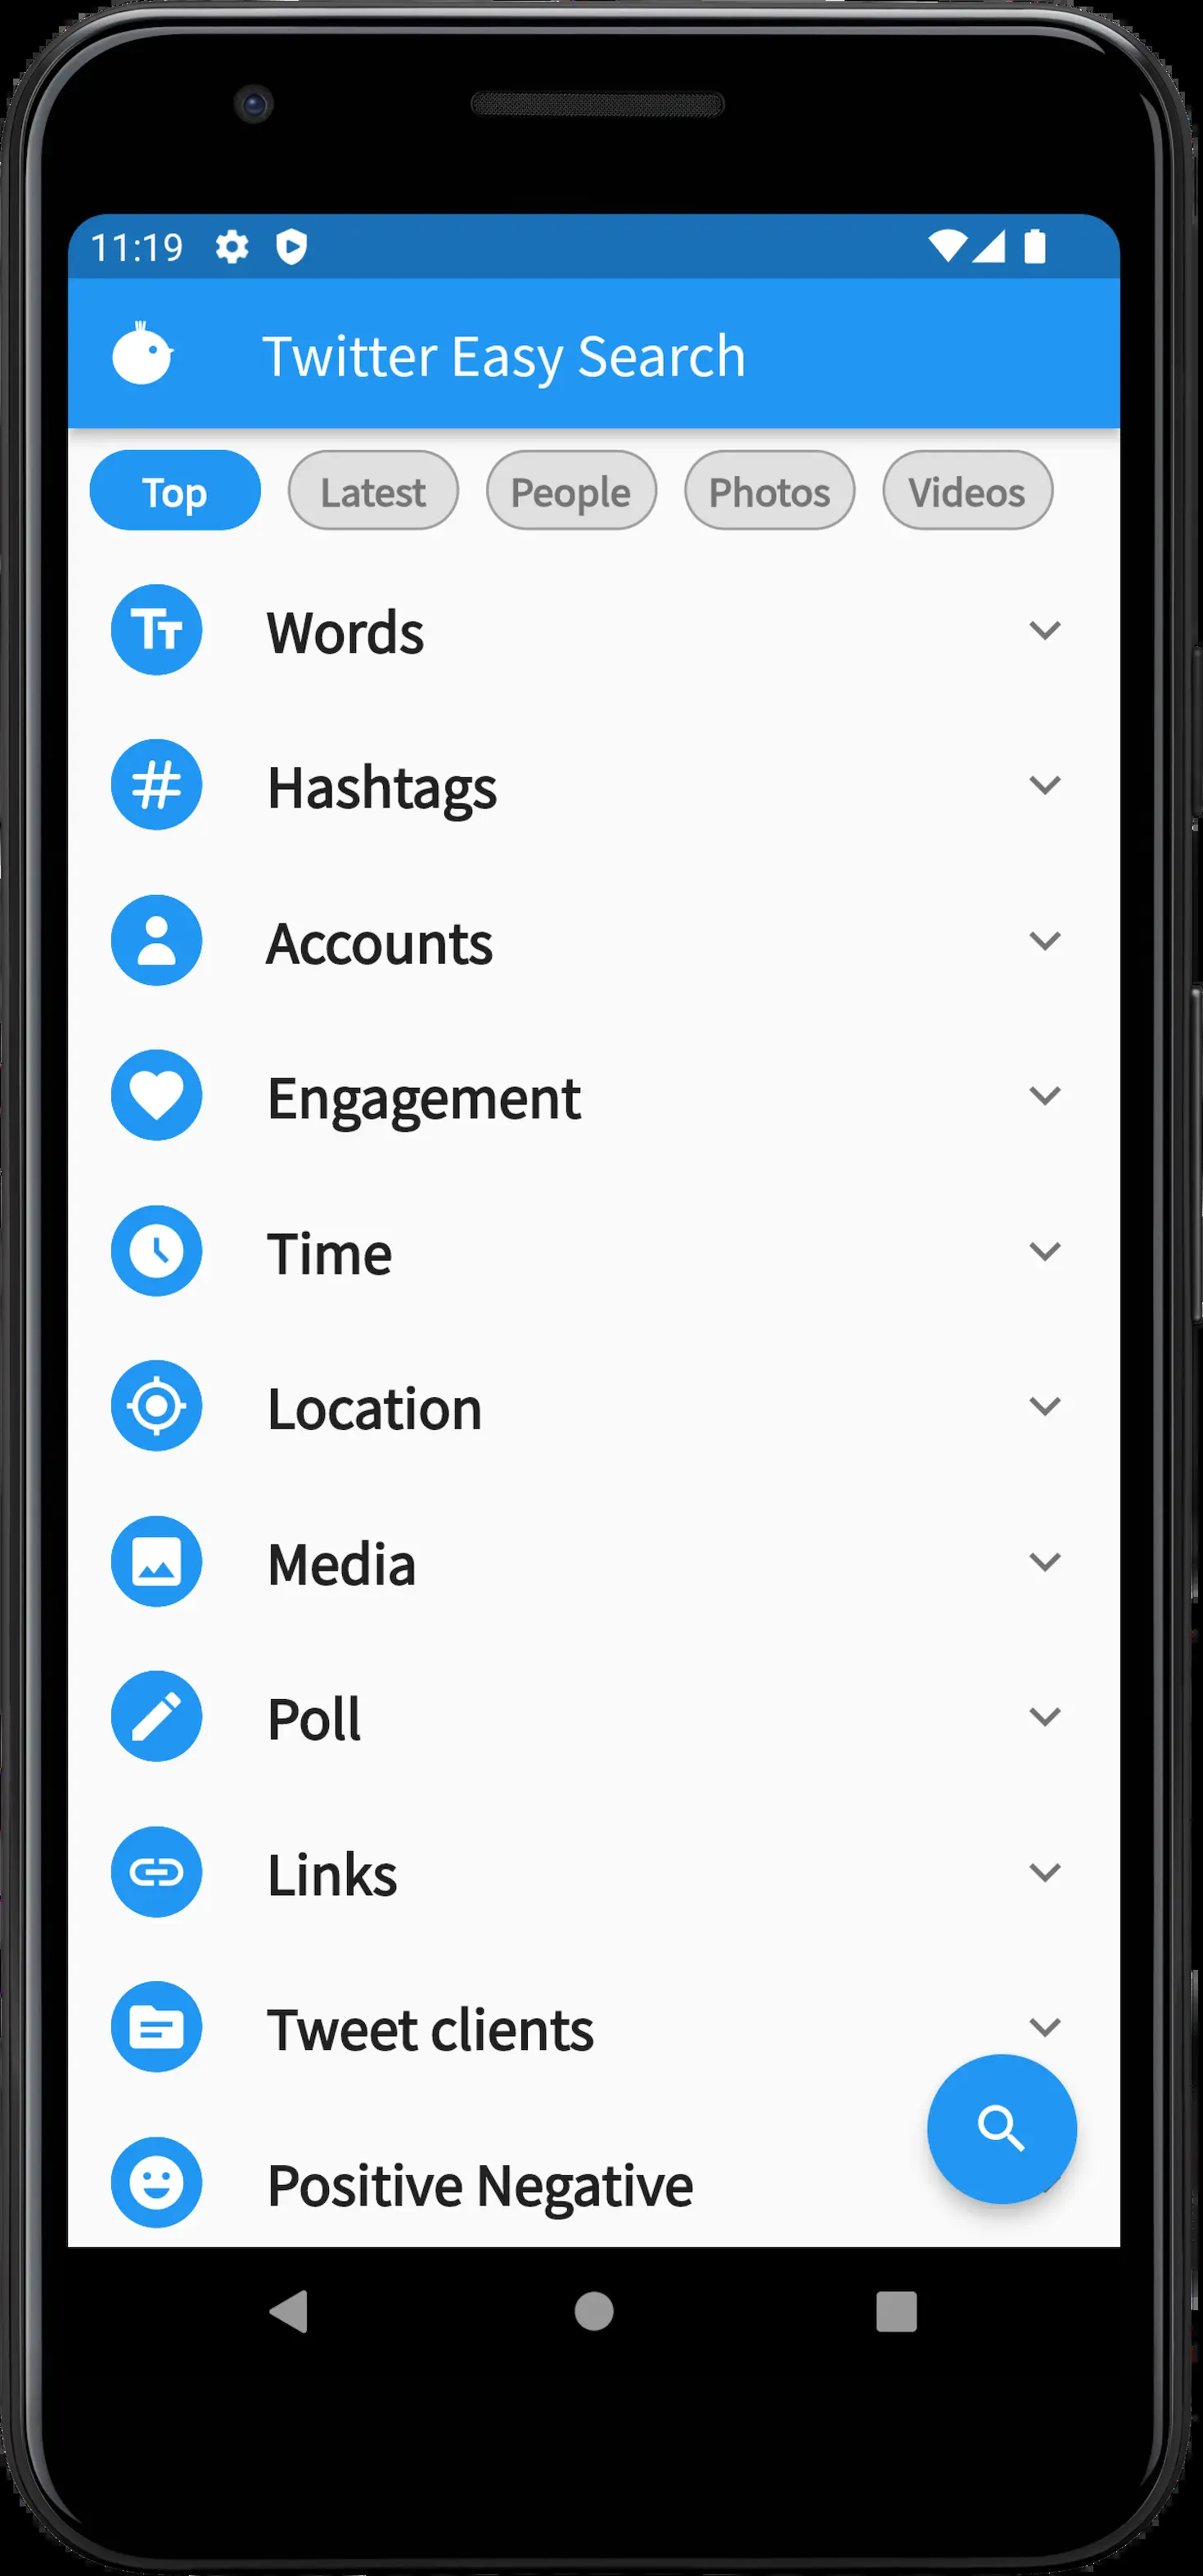 11:19
Twitter Easy Search
Top Latest People Photos Videos
Words
Hashtags
Accounts
Engagement
Time
Location
Media
Poll
Links
Tweet clients
Positive Negative